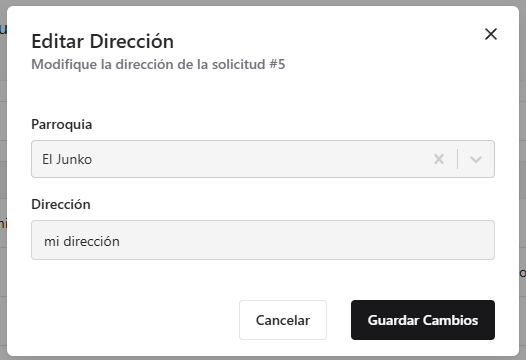 Editar Dirección
Modifique la dirección de la solicitud #5
Parroquia
El Junko
Dirección
mi dirección
Cancelar
Guardar Cambios